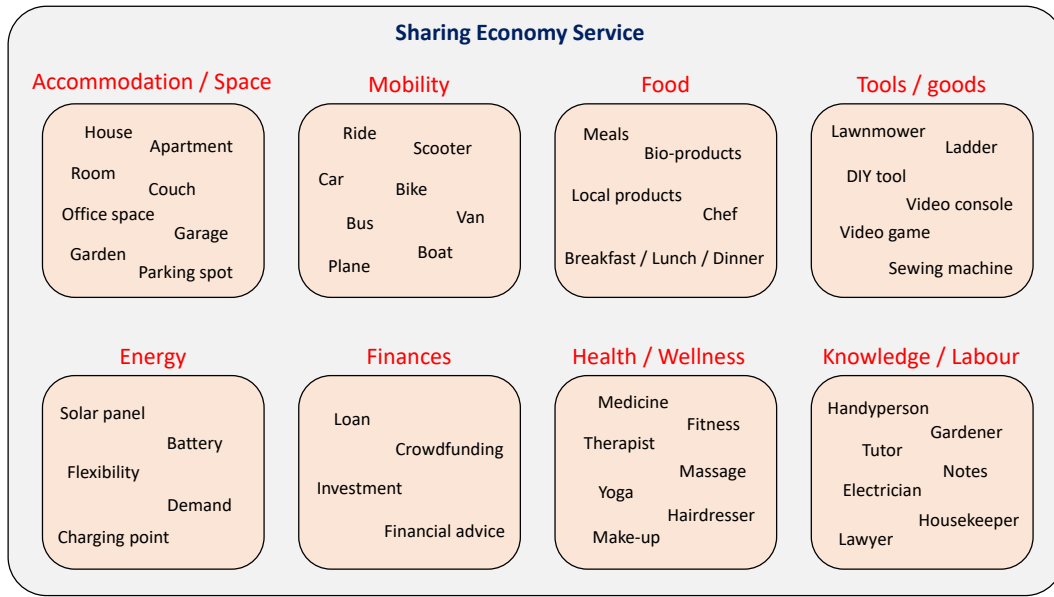 Sharing Economy Service
Accommodation / Space
House
Apartment
Room
Couch
Office space
Garage
Garden
Parking spot
Mobility
Ride
Scooter
Car
Bike
Bus
Van
Boat
Plane
Food
Meals
Bio-products
Local products
Chef
Breakfast / Lunch / Dinner
Tools / goods
Lawnmower
Ladder
DIY tool
Video console
Video game
Sewing machine
Energy
Solar panel
Battery
Flexibility
Demand
Charging point
Finances
Loan
Crowdfunding
Investment
Financial advice
Health / Wellness
Medicine
Fitness
Therapist
Massage
Yoga
Hairdresser
Make-up
Knowledge / Labour
Handyperson
Gardener
Tutor
Notes
Electrician
Housekeeper
Lawyer